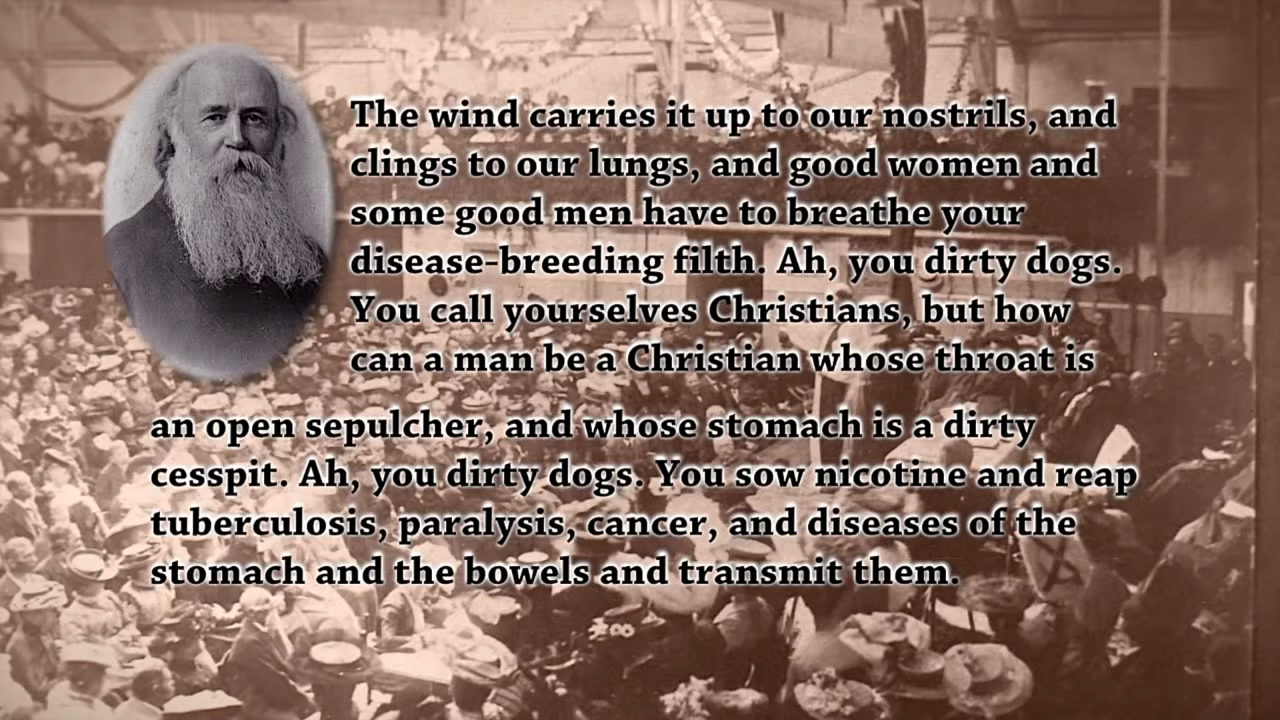 The wind carries it up to our nostrils, and
clings to our lungs, and good women and
some good men have to breathe your
disease-breeding filth. Ah, you dirty dogs.
You call yourselves Christians, but how
can a man be a Christian whose throat is
an open sepulcher, and whose stomach is a dirty
cesspit. Ah, you dirty dogs. You sow nicotine and reap
tuberculosis, paralysis, cancer, and diseases of the
stomach and the bowels and transmit them.